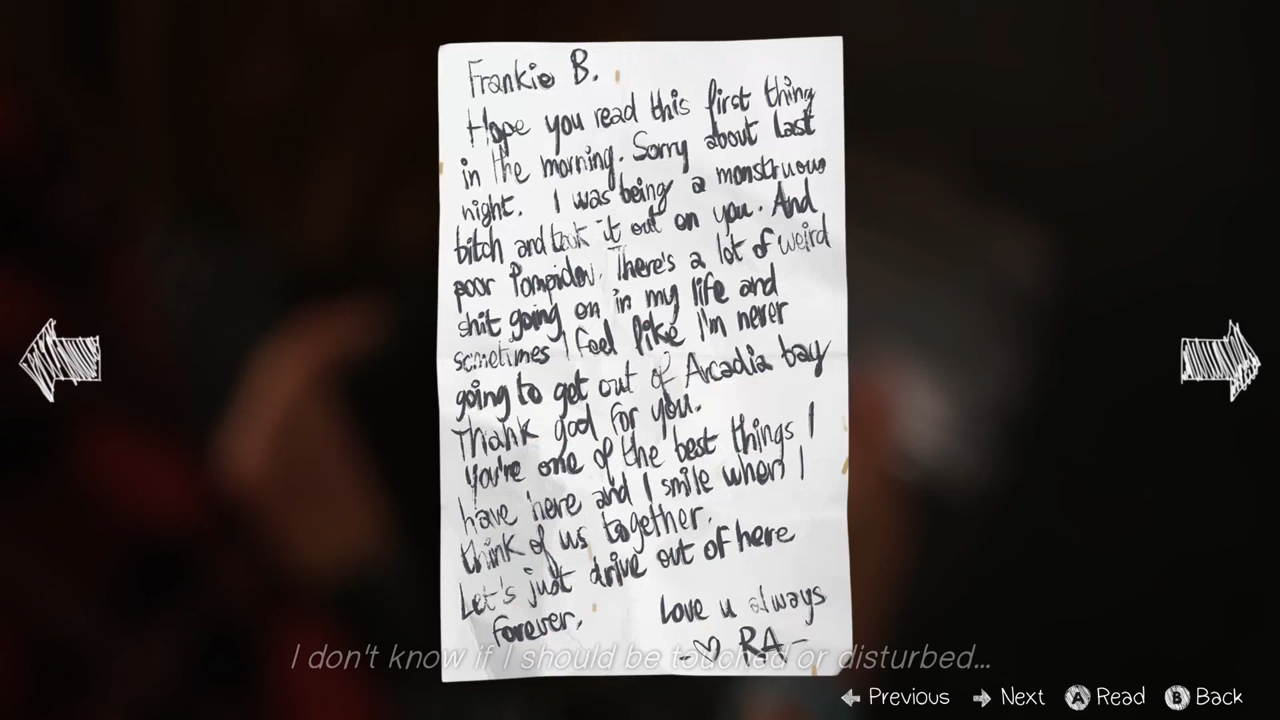 Frankie B.
Hope you read this first thing
in the morning. Sorry about last
night. I was being a monstruous
bitch and took it out on you. And
poor Pompidou. There's a lot of weird
shit going on in my life and
sometimes I feel like I'm never
going to get out of Arcadia bay
Thank god for you.
You're one of the best things I
have here and I smile when I
think of us together.
Let's just drive out of here
forever.
Love u always
-♡ RA-
I don't know if I should be touched or disturbed...
Previous Next A Read B Back